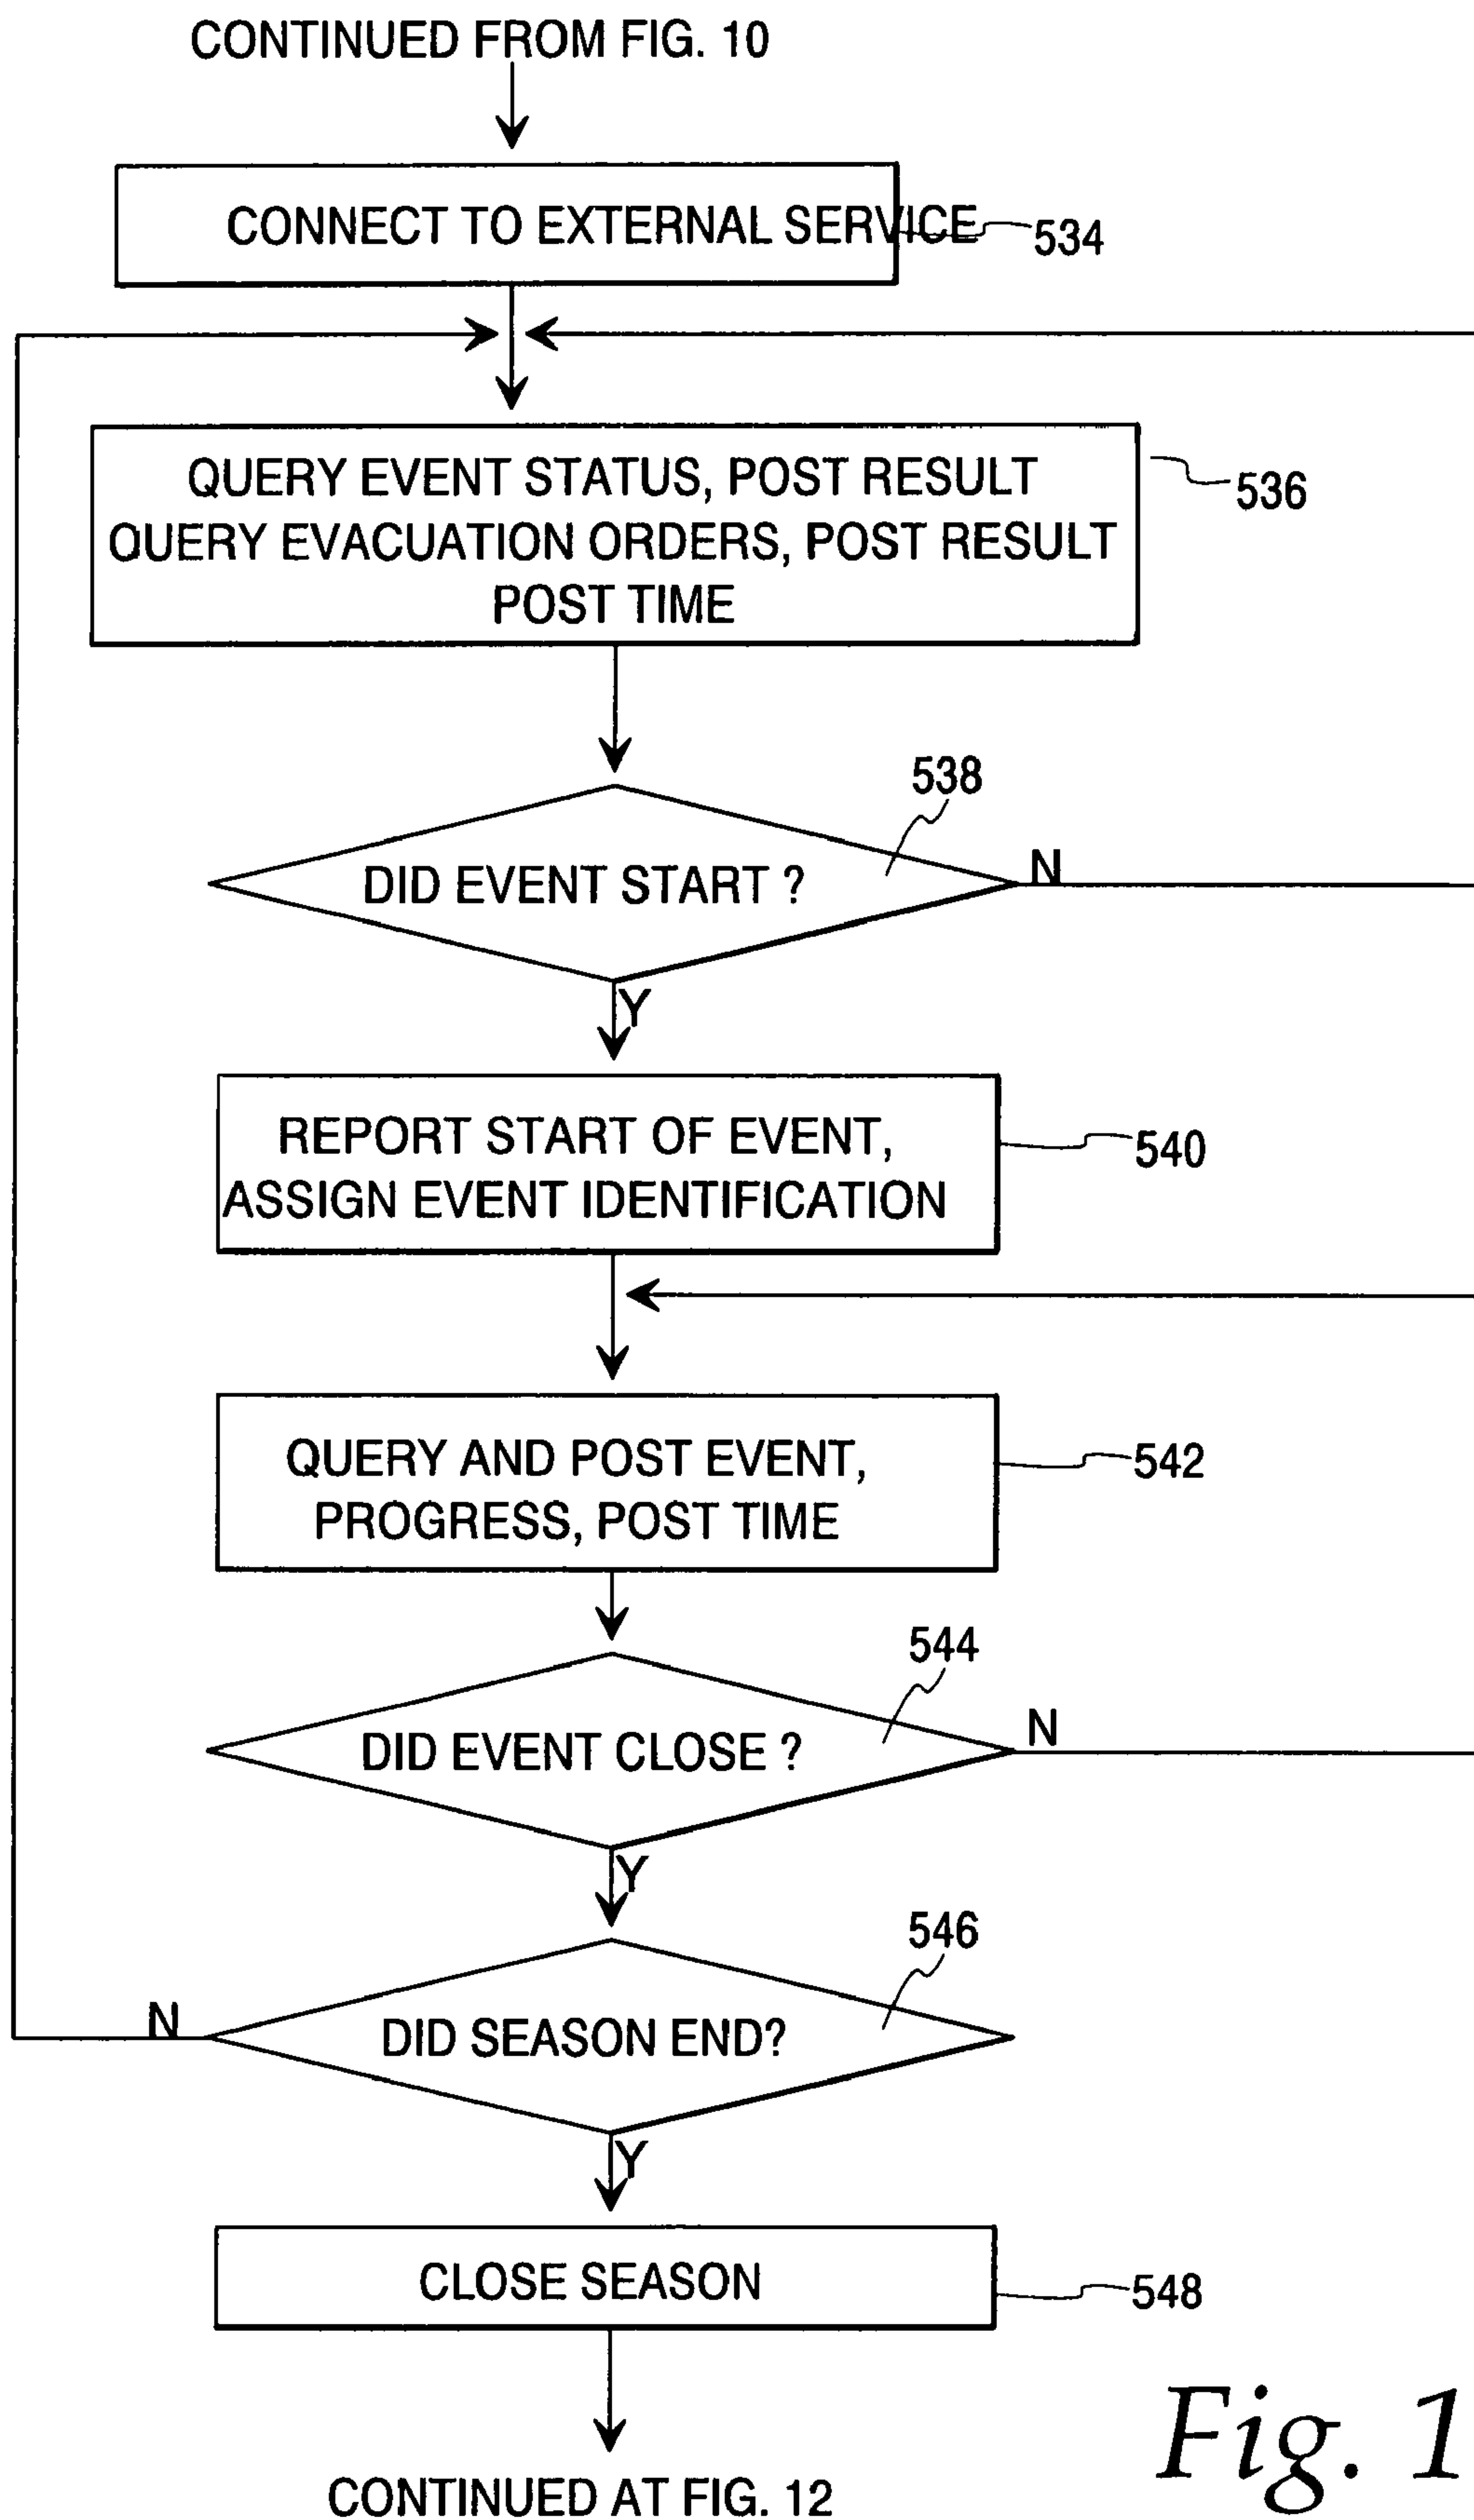 CONTINUED FROM FIG. 10
CONNECT TO EXTERNAL SERVICE
534
QUERY EVENT STATUS, POST RESULT
QUERY EVACUATION ORDERS, POST RESULT
POST TIME
536
538
DID EVENT START ?
N
Y
REPORT START OF EVENT,
ASSIGN EVENT IDENTIFICATION
540
QUERY AND POST EVENT,
PROGRESS, POST TIME
542
544
DID EVENT CLOSE ?
N
Y
546
DID SEASON END?
N
Y
CLOSE SEASON
548
CONTINUED AT FIG. 12
Fig. 1